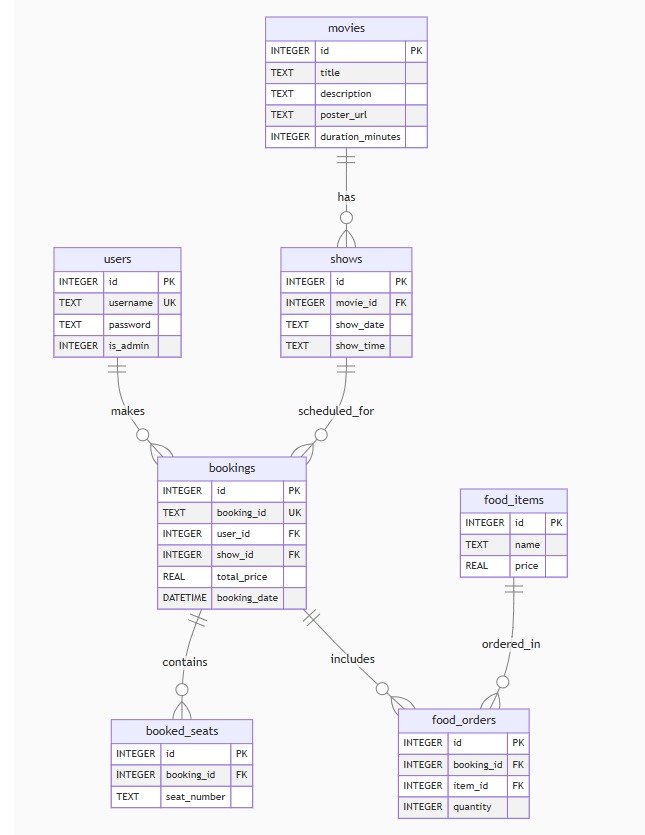 movies
INTEGER id PK
TEXT title
TEXT description
TEXT poster_url
INTEGER duration_minutes
has
users
INTEGER id PK
TEXT username UK
TEXT password
INTEGER is_admin
shows
INTEGER id PK
INTEGER movie_id FK
TEXT show_date
TEXT show_time
makes
scheduled_for
bookings
INTEGER id PK
TEXT booking_id UK
INTEGER user_id FK
INTEGER show_id FK
REAL total_price
DATETIME booking_date
food_items
INTEGER id PK
TEXT name
REAL price
contains
includes
ordered_in
booked_seats
INTEGER id PK
INTEGER booking_id FK
TEXT seat_number
food_orders
INTEGER id PK
INTEGER booking_id FK
INTEGER item_id FK
INTEGER quantity